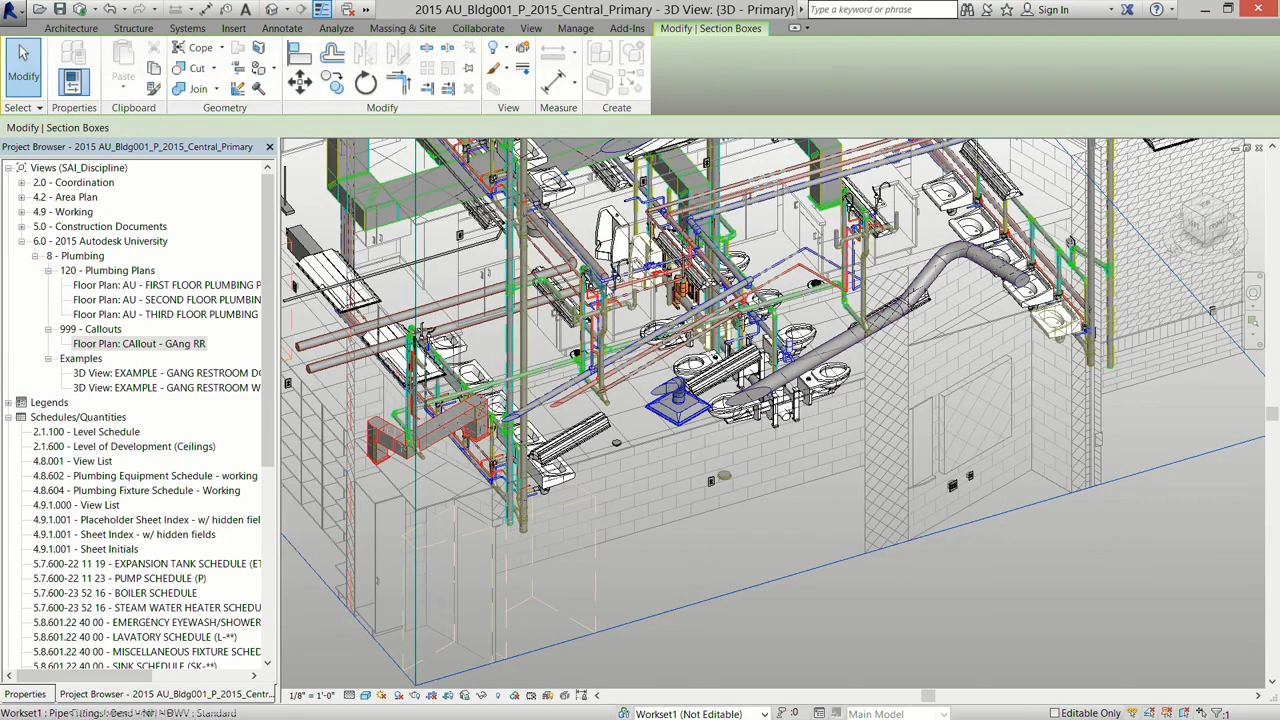 2015 AU_Bldg001_P_2015_Central_Primary - 3D View: {3D - Primary}
Type a keyword or phrase
Sign In
Architecture Structure Systems Insert Annotate Analyze Massing & Site Collaborate View Manage Add-Ins Modify | Section Boxes
Modify
Paste
Cope
Cut
Join
Select Properties Clipboard Geometry Modify View Measure Create
Modify | Section Boxes
Project Browser - 2015 AU_Bldg001_P_2015_Central_Primary
Views (SAI_Discipline)
2.0 - Coordination
4.2 - Area Plan
4.9 - Working
5.0 - Construction Documents
6.0 - 2015 Autodesk University
8 - Plumbing
120 - Plumbing Plans
Floor Plan: AU - FIRST FLOOR PLUMBING P
Floor Plan: AU - SECOND FLOOR PLUMBIN
Floor Plan: AU - THIRD FLOOR PLUMBING
999 - Callouts
Floor Plan: CAllout - GAng RR
Examples
3D View: EXAMPLE - GANG RESTROOM DO
3D View: EXAMPLE - GANG RESTROOM W
Legends
Schedules/Quantities
2.1.100 - Level Schedule
2.1.600 - Level of Development (Ceilings)
4.8.001 - View List
4.8.602 - Plumbing Equipment Schedule - working
4.8.604 - Plumbing Fixture Schedule - Working
4.9.1.000 - View List
4.9.1.001 - Placeholder Sheet Index - w/ hidden fiel
4.9.1.001 - Sheet Index - w/ hidden fields
4.9.1.001 - Sheet Initials
5.7.600-22 11 19 - EXPANSION TANK SCHEDULE (ET
5.7.600-22 11 23 - PUMP SCHEDULE (P)
5.7.600-23 52 16 - BOILER SCHEDULE
5.7.600-23 52 16 - STEAM WATER HEATER SCHEDU
5.8.601.22 40 00 - EMERGENCY EYEWASH/SHOWER
5.8.601.22 40 00 - LAVATORY SCHEDULE (L-**)
5.8.601.22 40 00 - MISCELLANEOUS FIXTURE SCHED
5.8.601.22 40 00 - SINK SCHEDULE (SK-**)
Properties Project Browser - 2015 AU_Bldg001_P_2015_Centr...
1/8" = 1'-0"
Workset1 (Not Editable) :0 Main Model Editable Only :1